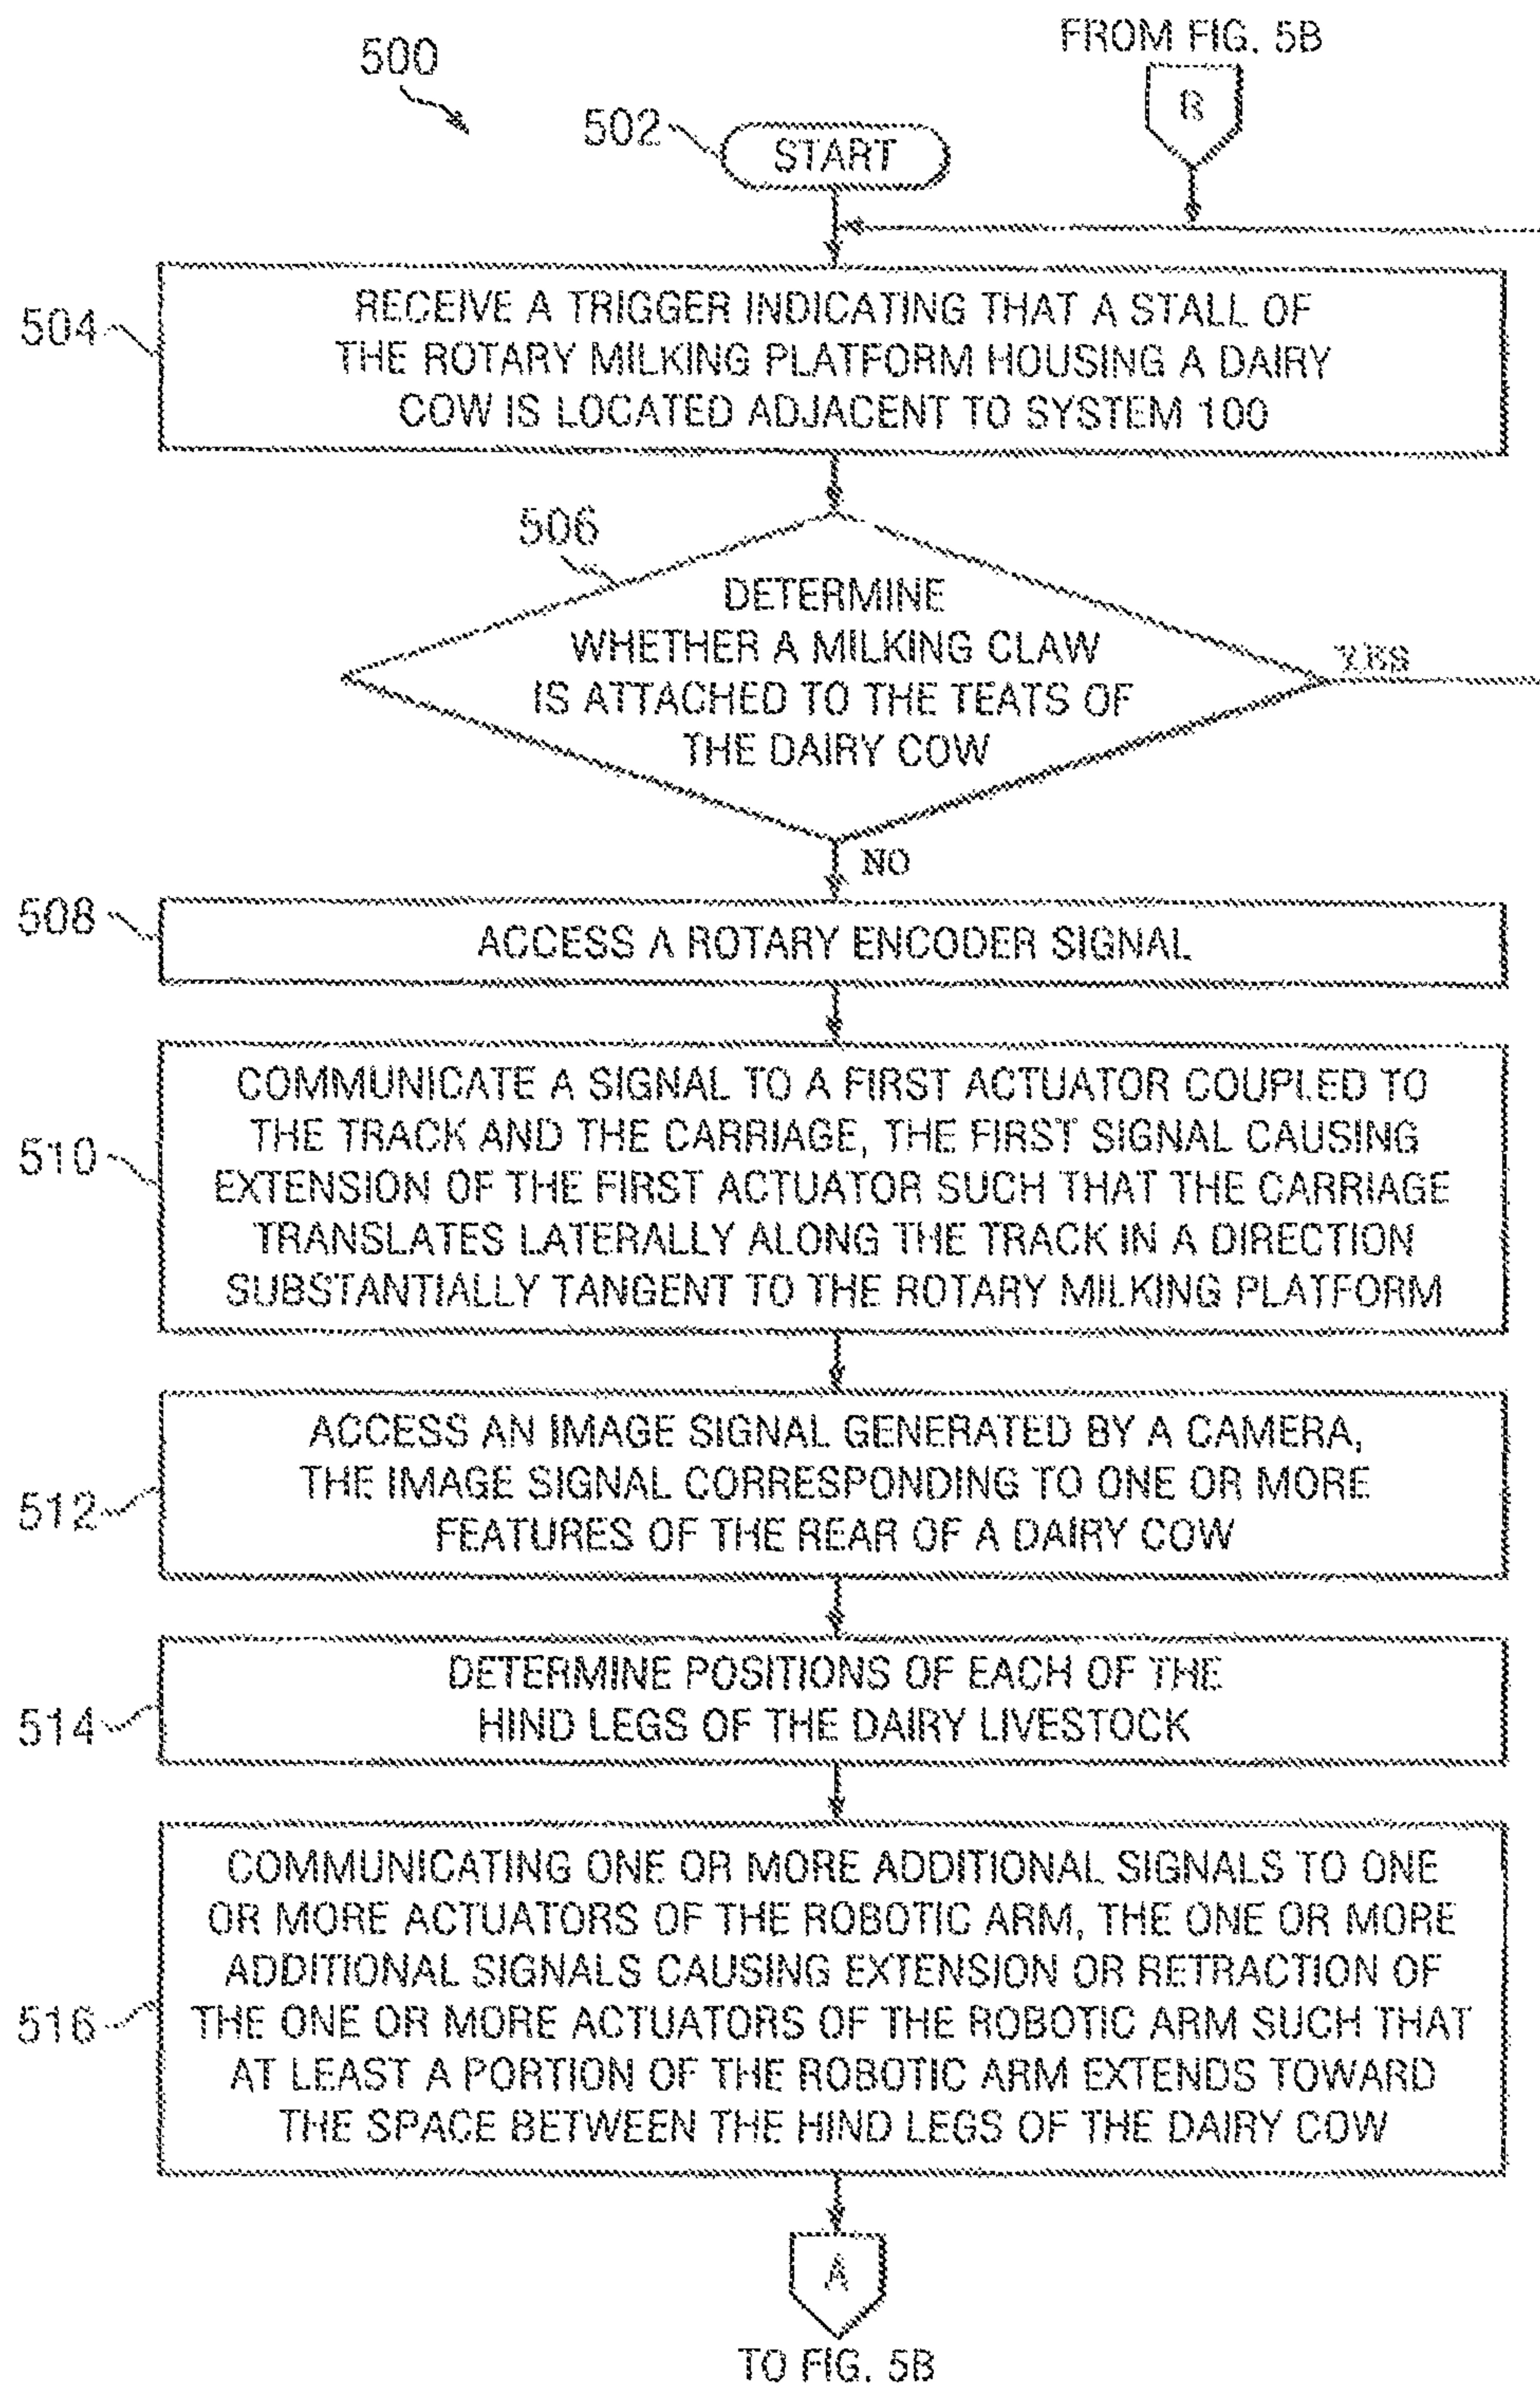 FROM FIG. 5B
500
B
502
START
504
RECEIVE A TRIGGER INDICATING THAT A STALL OF
THE ROTARY MILKING PLATFORM HOUSING A DAIRY
COW IS LOCATED ADJACENT TO SYSTEM 100
506
DETERMINE
WHETHER A MILKING CLAW
IS ATTACHED TO THE TEATS OF
THE DAIRY COW
YES
NO
508
ACCESS A ROTARY ENCODER SIGNAL
510
COMMUNICATE A SIGNAL TO A FIRST ACTUATOR COUPLED TO
THE TRACK AND THE CARRIAGE, THE FIRST SIGNAL CAUSING
EXTENSION OF THE FIRST ACTUATOR SUCH THAT THE CARRIAGE
TRANSLATES LATERALLY ALONG THE TRACK IN A DIRECTION
SUBSTANTIALLY TANGENT TO THE ROTARY MILKING PLATFORM
512
ACCESS AN IMAGE SIGNAL GENERATED BY A CAMERA,
THE IMAGE SIGNAL CORRESPONDING TO ONE OR MORE
FEATURES OF THE REAR OF A DAIRY COW
514
DETERMINE POSITIONS OF EACH OF THE
HIND LEGS OF THE DAIRY LIVESTOCK
516
COMMUNICATING ONE OR MORE ADDITIONAL SIGNALS TO ONE
OR MORE ACTUATORS OF THE ROBOTIC ARM, THE ONE OR MORE
ADDITIONAL SIGNALS CAUSING EXTENSION OR RETRACTION OF
THE ONE OR MORE ACTUATORS OF THE ROBOTIC ARM SUCH THAT
AT LEAST A PORTION OF THE ROBOTIC ARM EXTENDS TOWARD
THE SPACE BETWEEN THE HIND LEGS OF THE DAIRY COW
A
TO FIG. 5B